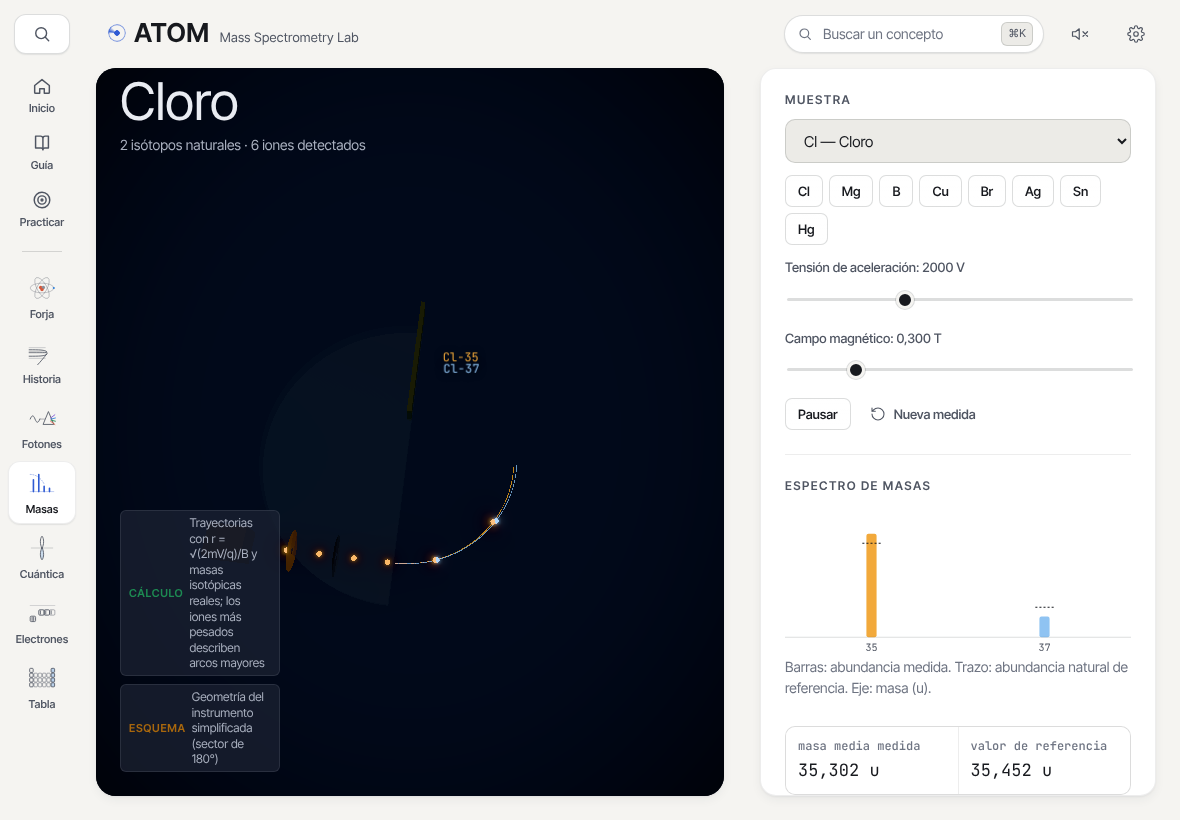 ATOM Mass Spectrometry Lab
Buscar un concepto
⌘K
Inicio
Guía
Practicar
Forja
Historia
Fotones
Masas
Cuántica
Electrones
Tabla
Cloro
2 isótopos naturales · 6 iones detectados
Cl-35
Cl-37
CÁLCULO
Trayectorias
con r =
√(2mV/q)/B y
masas
isotópicas
reales; los
iones más
pesados
describen
arcos mayores
ESQUEMA
Geometría del
instrumento
simplificada
(sector de
180°)
MUESTRA
Cl — Cloro
Cl Mg B Cu Br Ag Sn
Hg
Tensión de aceleración: 2000 V
Campo magnético: 0,300 T
Pausar
Nueva medida
ESPECTRO DE MASAS
35 37
Barras: abundancia medida. Trazo: abundancia natural de
referencia. Eje: masa (u).
masa media medida
35,302 u
valor de referencia
35,452 u